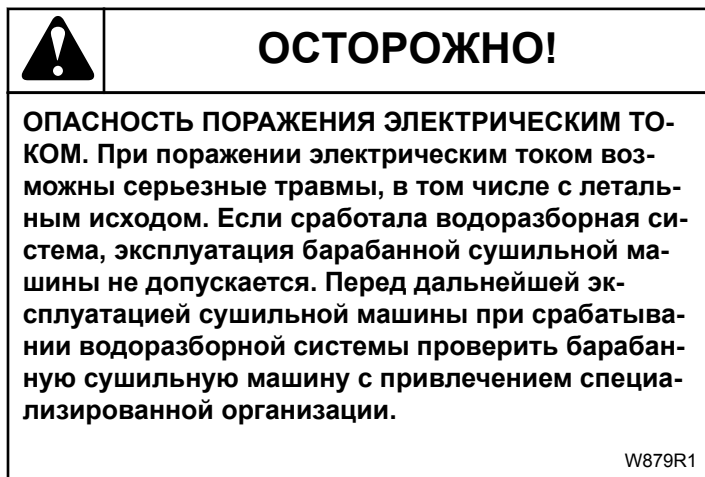 ОСТОРОЖНО!
ОПАСНОСТЬ ПОРАЖЕНИЯ ЭЛЕКТРИЧЕСКИМ ТО-
КОМ. При поражении электрическим током воз-
можны серьезные травмы, в том числе с леталь-
ным исходом. Если сработала водоразборная си-
стема, эксплуатация барабанной сушильной ма-
шины не допускается. Перед дальнейшей эк-
сплуатацией сушильной машины при срабатыва-
нии водоразборной системы проверить барабан-
ную сушильную машину с привлечением специа-
лизированной организации.
W879R1